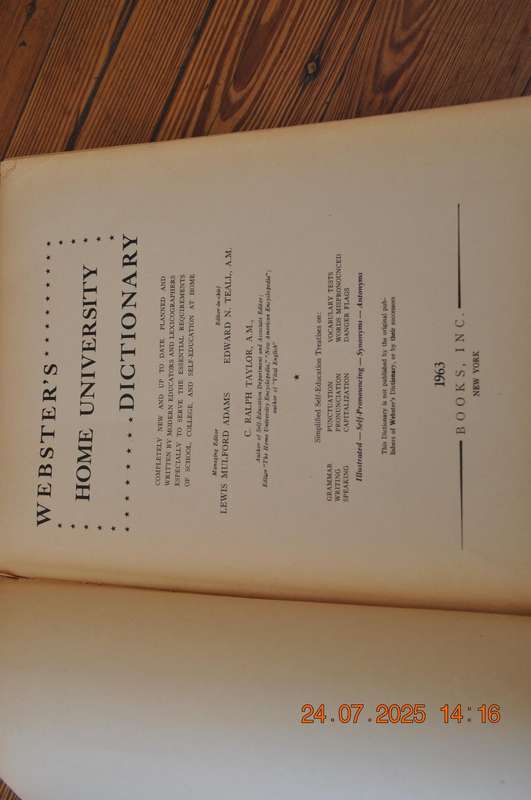 WEBSTER'S
HOME UNIVERSITY
DICTIONARY
COMPLETELY NEW AND UP TO DATE, PLANNED AND
WRITTEN BY MODERN EDUCATORS AND LEXICOGRAPHERS
ESPECIALLY TO SERVE THE ESSENTIAL REQUIREMENTS
OF SCHOOL, COLLEGE, AND SELF-EDUCATION AT HOME
Managing Editor Editor-in-chief
LEWIS MULFORD ADAMS EDWARD N. TEALL, A.M.
C. RALPH TAYLOR, A.M.,
Author of Self-Education Department and Associate Editor;
Editor "The Home University Encyclopedia," "New American Encyclopedia";
author of "Vital English"
★
Simplified Self-Education Treatises on:
GRAMMAR PUNCTUATION VOCABULARY TESTS
WRITING PRONUNCIATION WORDS MISPRONOUNCED
SPEAKING CAPITALIZATION DANGER FLAGS
Illustrated — Self-Pronouncing — Synonyms — Antonyms
This Dictionary is not published by the original pub-
lishers of Webster's Dictionary, or by their successors
1963
BOOKS, INC.
NEW YORK
24.07.2025 14:16